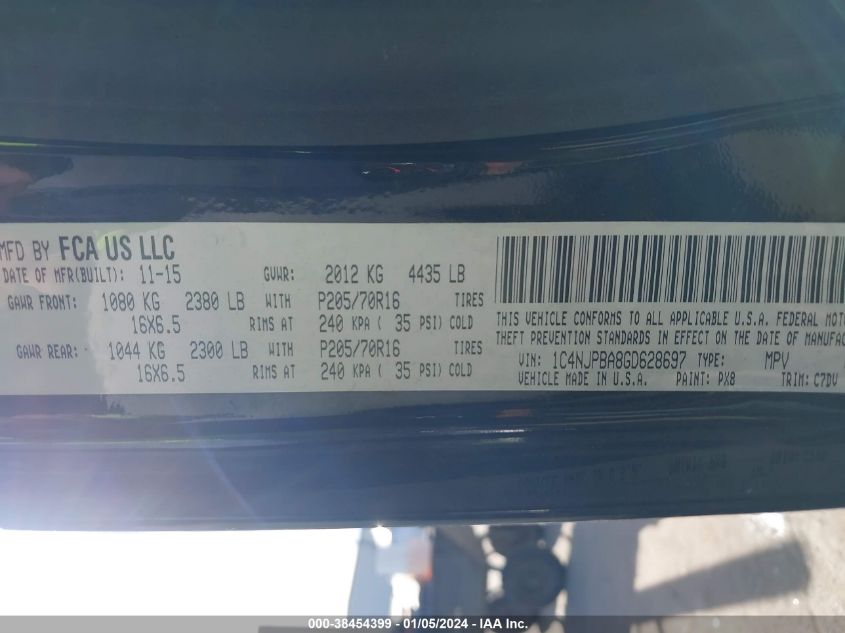 MFD BY FCA US LLC
DATE OF MFR(BUILT): 11-15 GVWR: 2012 KG 4435 LB
GAWR FRONT: 1080 KG 2380 LB WITH P205/70R16 TIRES
16X6.5 RIMS AT 240 KPA ( 35 PSI) COLD
GAWR REAR: 1044 KG 2300 LB WITH P205/70R16 TIRES
16X6.5 RIMS AT 240 KPA ( 35 PSI) COLD
THIS VEHICLE CONFORMS TO ALL APPLICABLE U.S.A. FEDERAL MOTO
THEFT PREVENTION STANDARDS IN EFFECT ON THE DATE OF MANUFAC
VIN: 1C4NJPBA8GD628697 TYPE: MPV
VEHICLE MADE IN U.S.A. PAINT: PX8 TRIM: C7DV
000-38454399 - 01/05/2024 - IAA Inc.